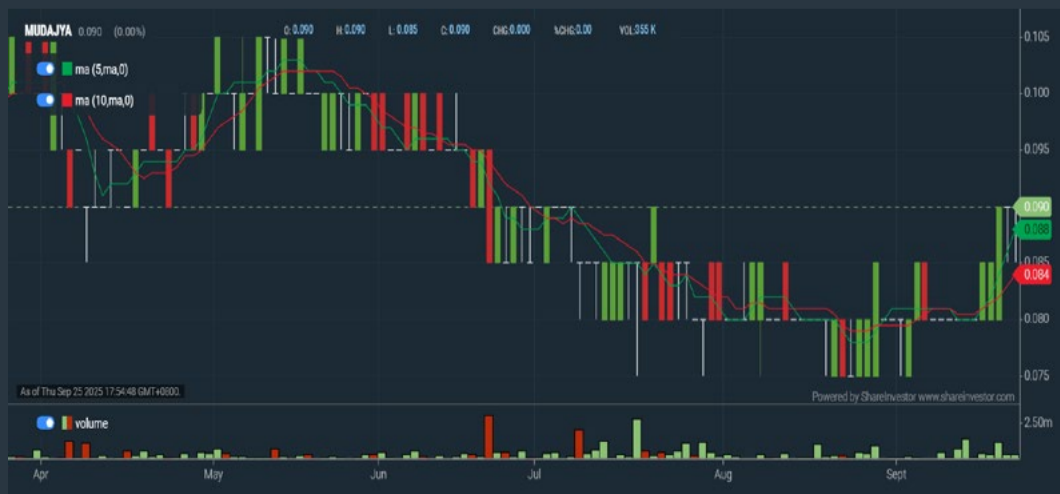 MUDAJYA 0.090 (0.00%) O:0.090 H:0.090 L:0.085 C:0.090 CHG:0.000 %CHG:0.00 VOL:355 K
ma (5,ma,0)
ma (10,ma,0)
0.105
0.100
0.095
0.090
0.088
0.085
0.084
0.080
0.075
As of Thu Sep 25 2025 17:54:48 GMT+0800.
Powered by ShareInvestor www.shareinvestor.com
volume
2.50m
Apr May Jun Jul Aug Sept